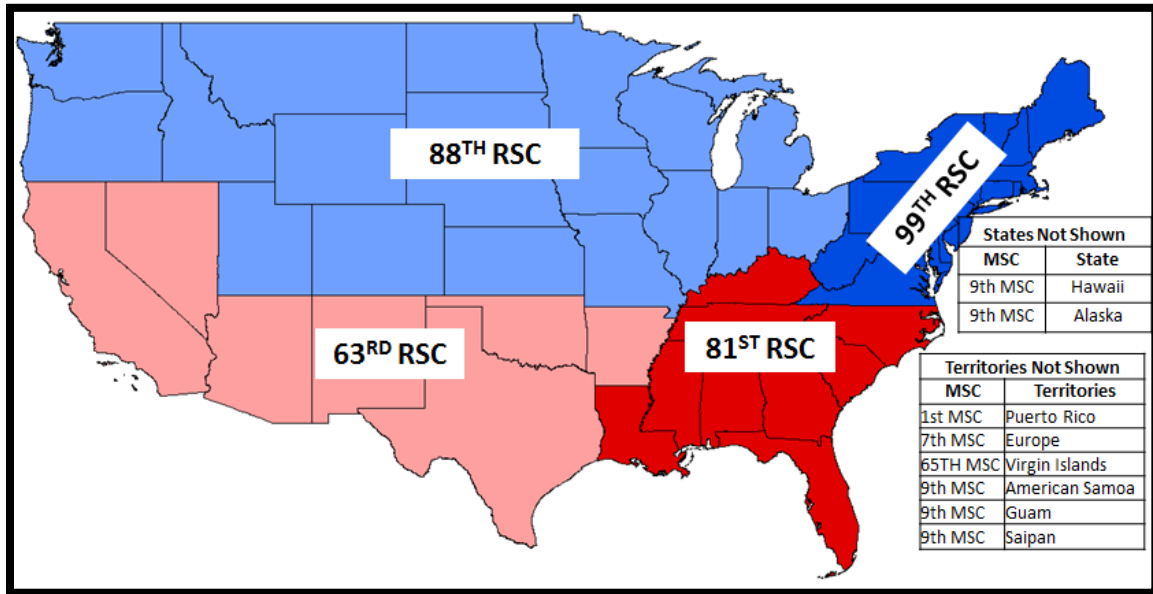 88TH RSC
99TH RSC
63RD RSC
81ST RSC
States Not Shown
MSC State
9th MSC Hawaii
9th MSC Alaska
Territories Not Shown
MSC Territories
1st MSC Puerto Rico
7th MSC Europe
65TH MSC Virgin Islands
9th MSC American Samoa
9th MSC Guam
9th MSC Saipan